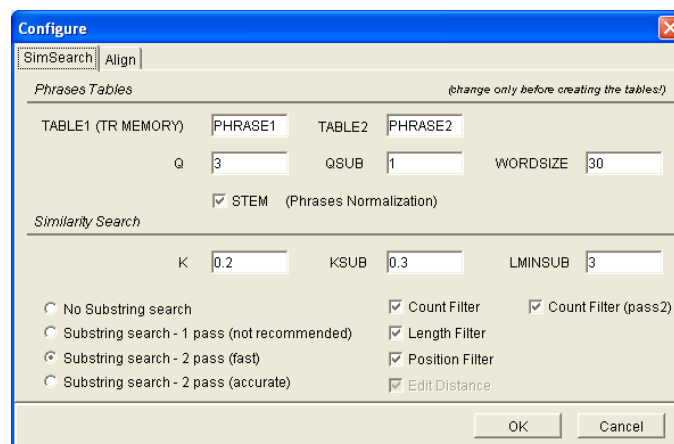 Configure
SimSearch Align
Phrases Tables (change only before creating the tables!)
TABLE1 (TR MEMORY) PHRASE1 TABLE2 PHRASE2
Q 3 QSUB 1 WORDSIZE 30
STEM (Phrases Normalization)
Similarity Search
K 0.2 KSUB 0.3 LMINSUB 3
No Substring search Count Filter Count Filter (pass2)
Substring search - 1 pass (not recommended) Length Filter
Substring search - 2 pass (fast) Position Filter
Substring search - 2 pass (accurate) Edit Distance
OK Cancel